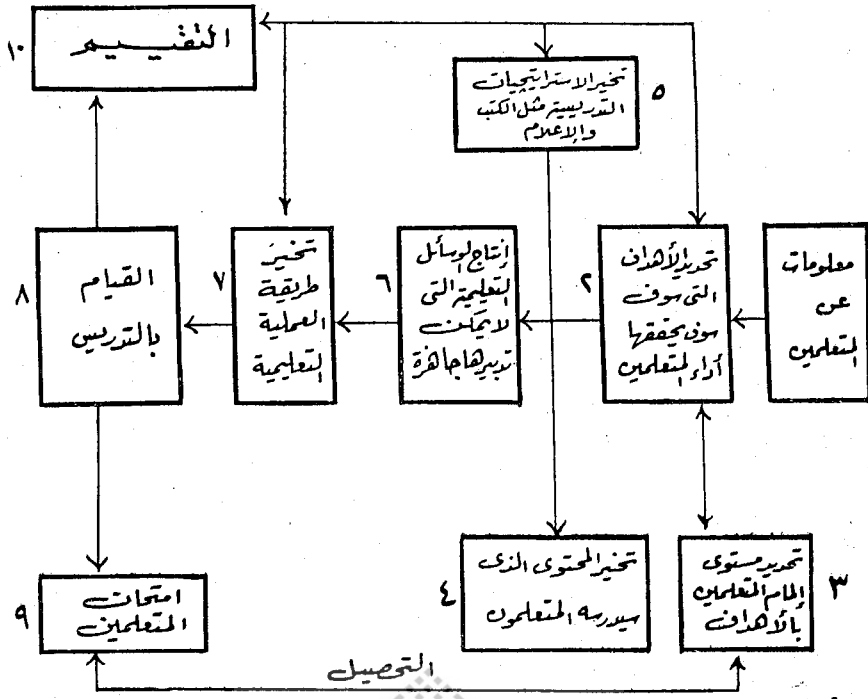 التقييم
١٠
تخير الاستراتيجيات
التدريسية مثل الكتب
والإعلام
٥
معلومات
عن
المتعلمين
تحديد الأهداف
التى سوف
سوف يحققها
أداء المتعلمين
٢
إنتاج الوسائل
التعليمية التى
لا يمكن
تدبيرها جاهزة
٦
تخير
طريقة
العملية
التعليمية
٧
القيام
بالتدريس
٨
تحديد مستوى
إلمام المتعلمين
بالأهداف
٣
تخير المحتوى الذى
سيدرسه المتعلمون
٤
امتحان
المتعلمين
٩
التحصيل